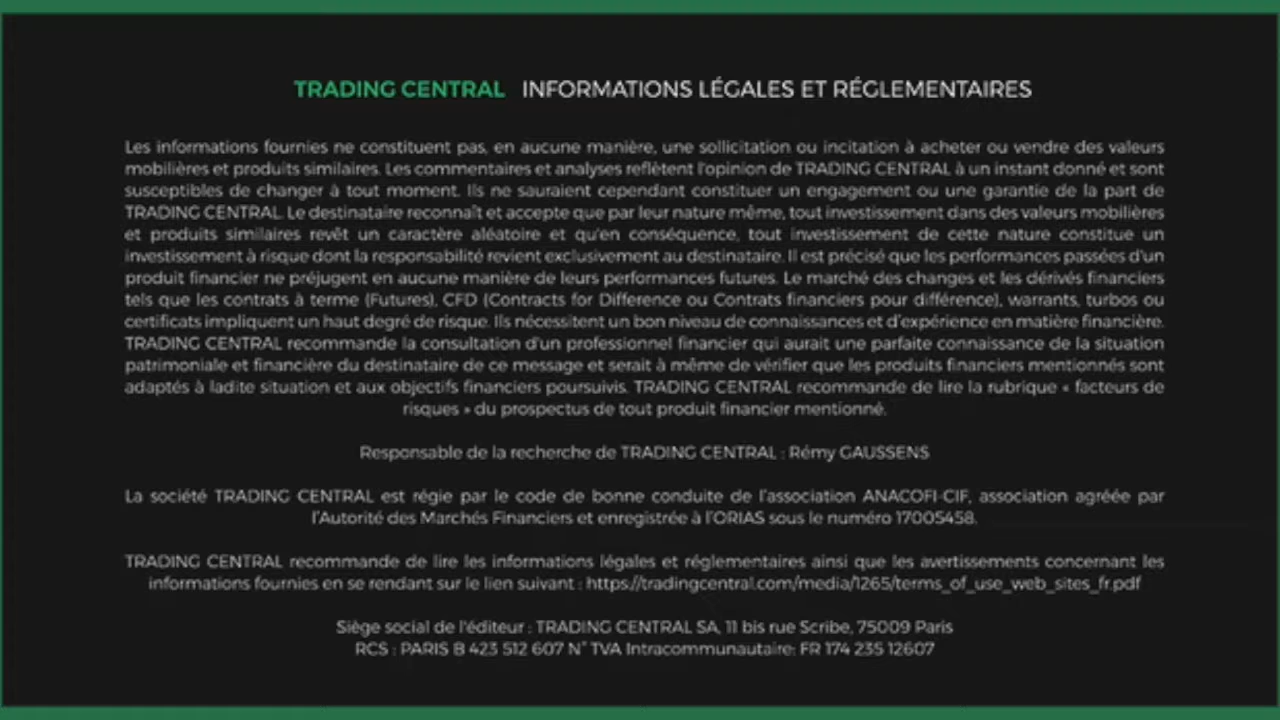 TRADING CENTRAL INFORMATIONS LÉGALES ET RÉGLEMENTAIRES
Les informations fournies ne constituent pas, en aucune manière, une sollicitation ou incitation à acheter ou vendre des valeurs
mobilières et produits similaires. Les commentaires et analyses reflètent l'opinion de TRADING CENTRAL à un instant donné et sont
susceptibles de changer à tout moment. Ils ne sauraient cependant constituer un engagement ou une garantie de la part de
TRADING CENTRAL. Le destinataire reconnaît et accepte que par leur nature même, tout investissement dans des valeurs mobilières
et produits similaires revêt un caractère aléatoire et qu'en conséquence, tout investissement de cette nature constitue un
investissement à risque dont la responsabilité revient exclusivement au destinataire. Il est précisé que les performances passées d'un
produit financier ne préjugent en aucune manière de leurs performances futures. Le marché des changes et les dérivés financiers
tels que les contrats à terme (Futures), CFD (Contracts for Difference ou Contrats financiers pour différence), warrants, turbos ou
certificats impliquent un haut degré de risque. Ils nécessitent un bon niveau de connaissances et d'expérience en matière financière.
TRADING CENTRAL recommande la consultation d'un professionnel financier qui aurait une parfaite connaissance de la situation
patrimoniale et financière du destinataire de ce message et serait à même de vérifier que les produits financiers mentionnés sont
adaptés à ladite situation et aux objectifs financiers poursuivis. TRADING CENTRAL recommande de lire la rubrique « facteurs de
risques » du prospectus de tout produit financier mentionné.
Responsable de la recherche de TRADING CENTRAL : Rémy GAUSSENS
La société TRADING CENTRAL est régie par le code de bonne conduite de l'association ANACOFI-CIF, association agréée par
l'Autorité des Marchés Financiers et enregistrée à l'ORIAS sous le numéro 17005458.
TRADING CENTRAL recommande de lire les informations légales et réglementaires ainsi que les avertissements concernant les
informations fournies en se rendant sur le lien suivant : https://tradingcentral.com/media/1265/terms_of_use_web_sites_fr.pdf
Siège social de l'éditeur : TRADING CENTRAL SA, 11 bis rue Scribe, 75009 Paris
RCS : PARIS B 423 512 607 N° TVA Intracommunautaire: FR 174 235 12607